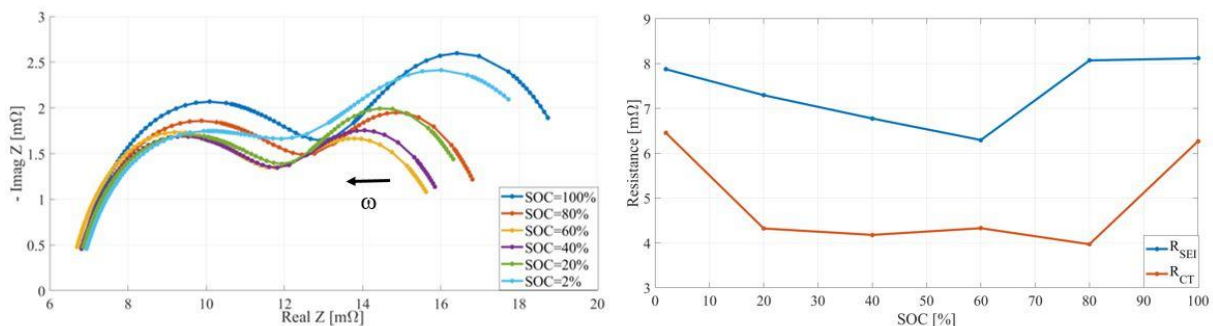 3
2.5
2
1.5
1
0.5
0
- Imag Z [mΩ]
6
8
10
12
14
16
18
20
Real Z [mΩ]
ω
SOC=100%
SOC=80%
SOC=60%
SOC=40%
SOC=20%
SOC=2%
9
8
7
6
5
4
3
Resistance [mΩ]
0
10
20
30
40
50
60
70
80
90
100
SOC [%]
R_SEI
R_CT